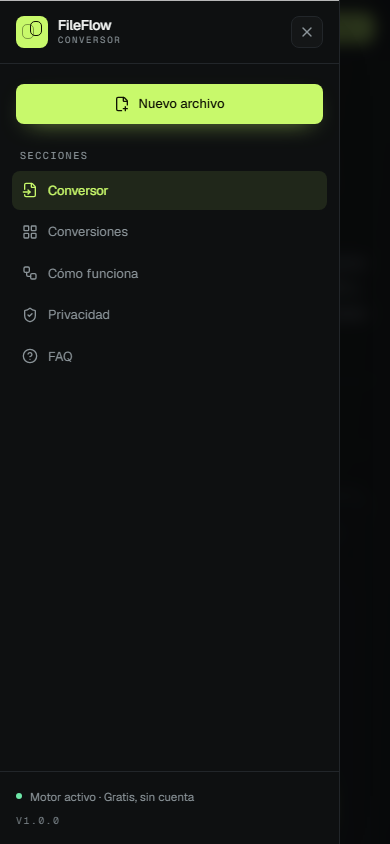 FileFlow
CONVERSOR
Nuevo archivo
SECCIONES
Conversor
Conversiones
Cómo funciona
Privacidad
FAQ
Motor activo · Gratis, sin cuenta
V1.0.0